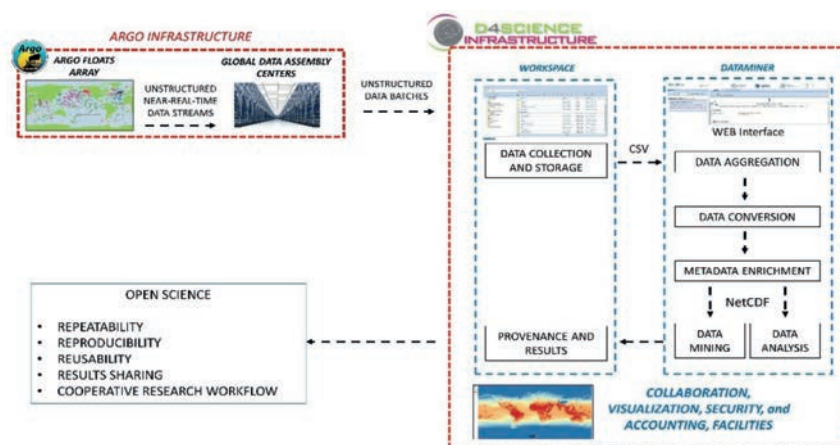 ARGO INFRASTRUCTURE
Argo
ARGO FLOATS
ARRAY
UNSTRUCTURED
NEAR-REAL-TIME
DATA STREAMS
GLOBAL DATA ASSEMBLY
CENTERS
UNSTRUCTURED
DATA BATCHES
D4SCIENCE
INFRASTRUCTURE
WORKSPACE
DATA COLLECTION
AND STORAGE
CSV
DATAMINER
WEB Interface
DATA AGGREGATION
DATA CONVERSION
METADATA ENRICHMENT
NetCDF
DATA
MINING
DATA
ANALYSIS
PROVENANCE AND
RESULTS
OPEN SCIENCE
• REPEATABILITY
• REPRODUCIBILITY
• REUSABILITY
• RESULTS SHARING
• COOPERATIVE RESEARCH WORKFLOW
COLLABORATION,
VISUALIZATION, SECURITY, and
ACCOUNTING, FACILITIES